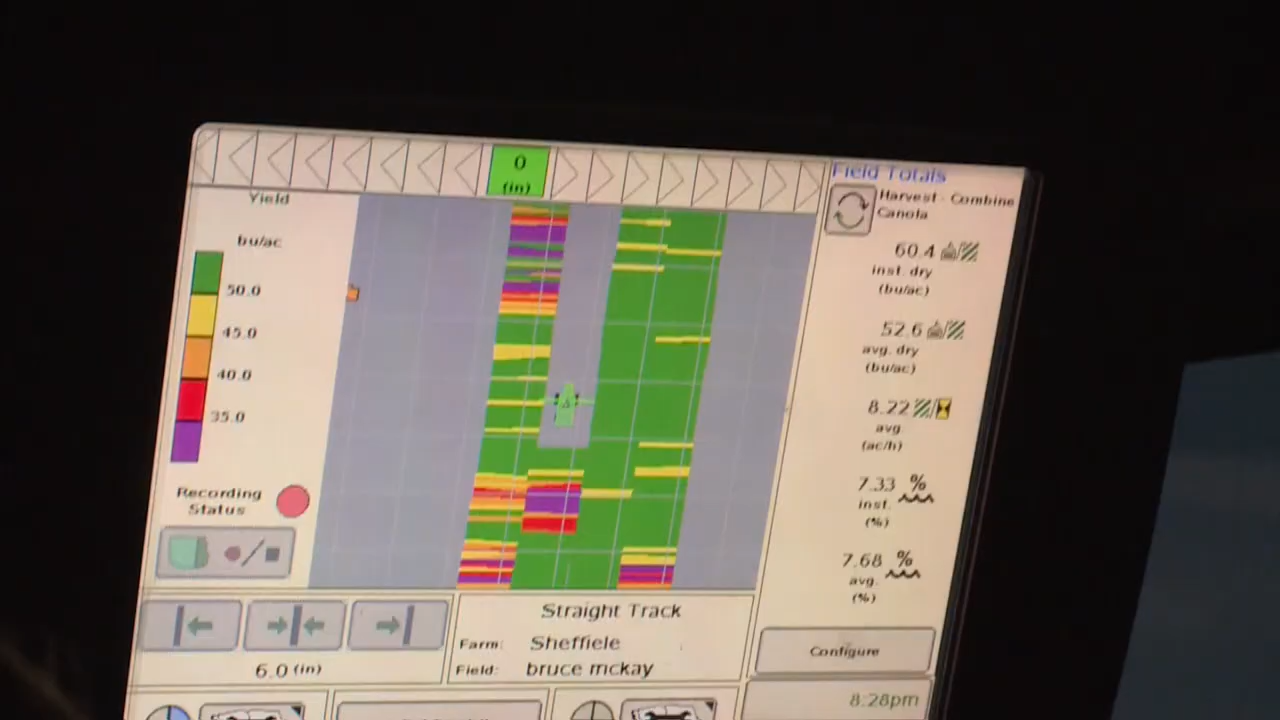 0
(in)
Yield
bu/ac
50.0
45.0
40.0
35.0
Recording
Status
6.0 (in)
Straight Track
Farm: Sheffiele
Field: bruce mckay
Field Totals
Harvest - Combine
Canola
60.4
inst. dry
(bu/ac)
52.6
avg. dry
(bu/ac)
8.22
avg
(ac/h)
7.33 %
inst.
(%)
7.68 %
avg.
(%)
Configure
8:28pm